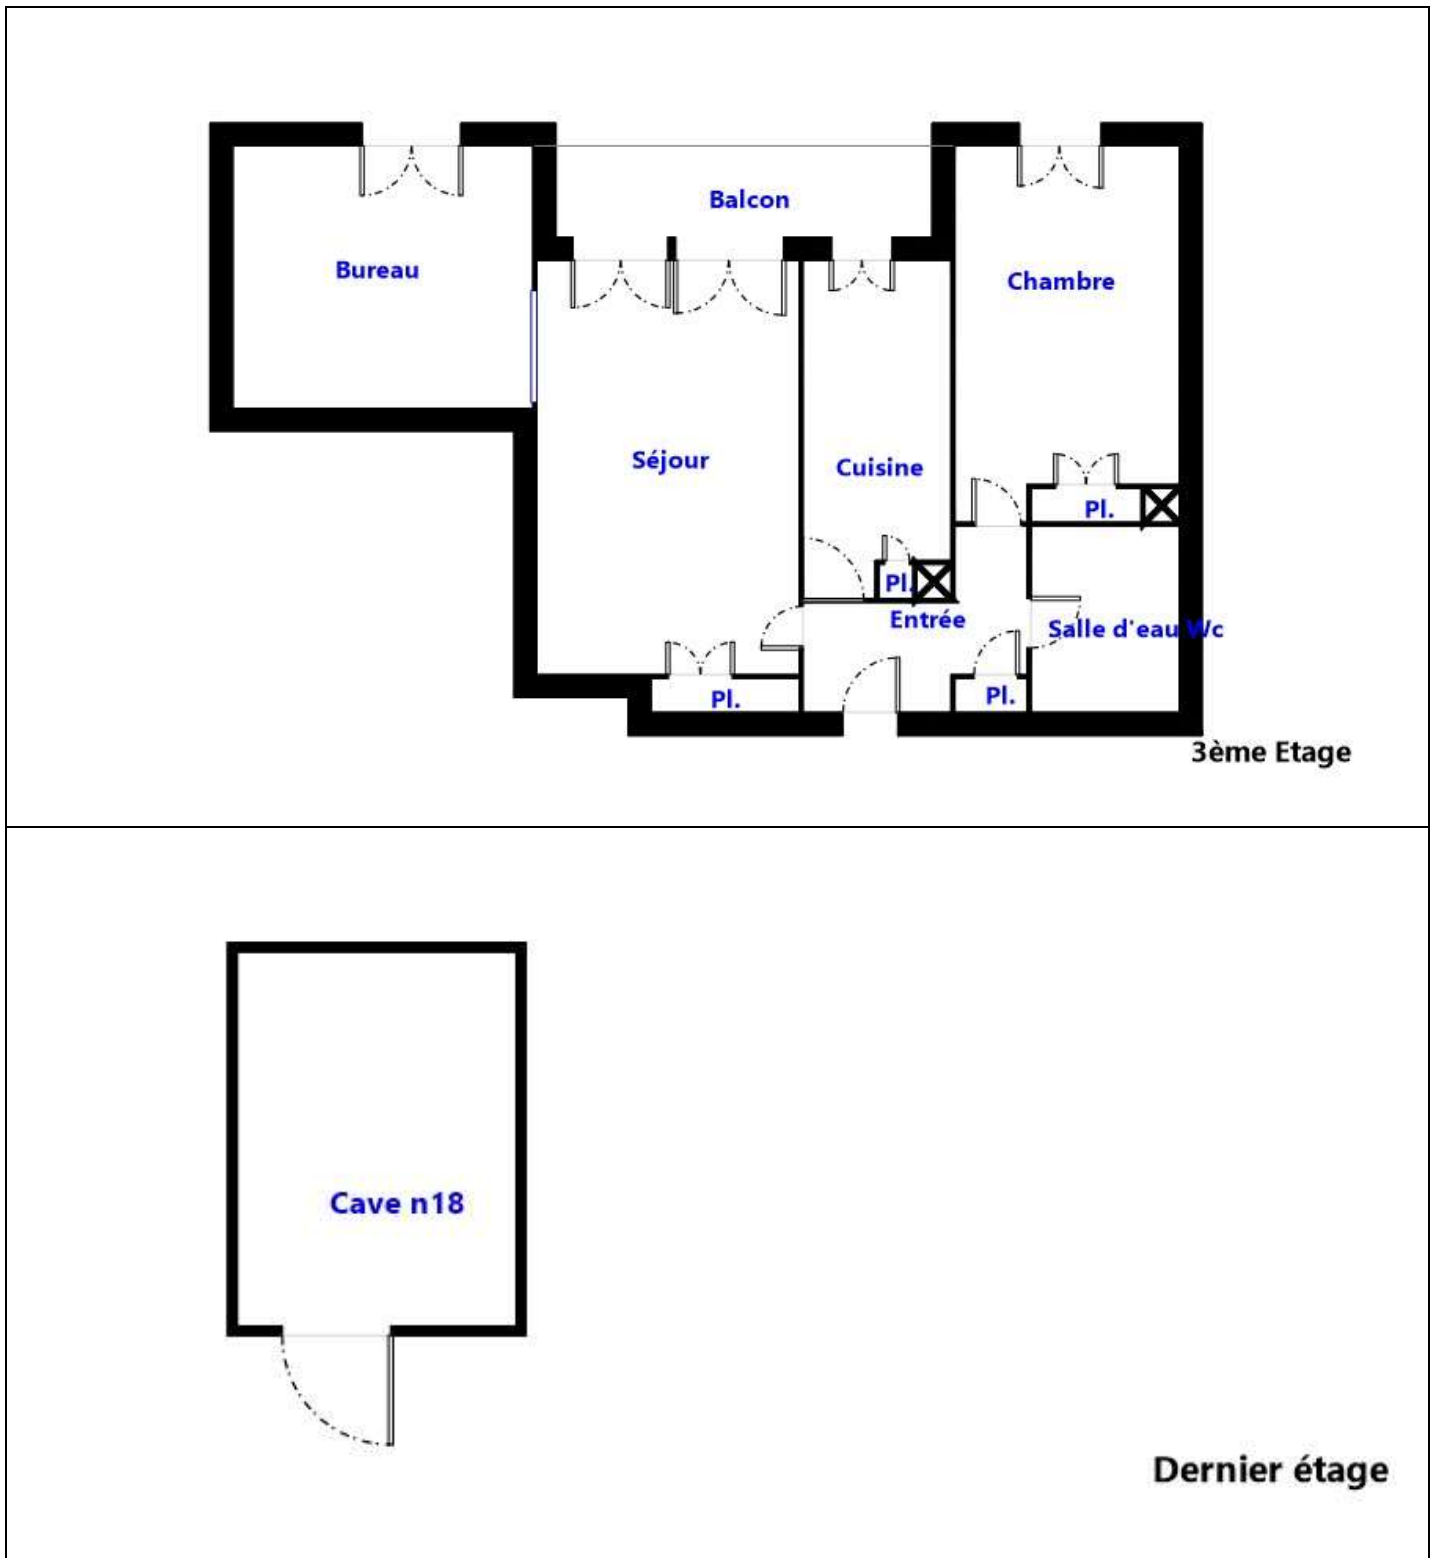 Balcon
Bureau
Chambre
Séjour
Cuisine
Pl.
Pl.
Entrée
Salle d'eau Wc
Pl.
Pl.
3ème Etage
Cave n18
Dernier étage